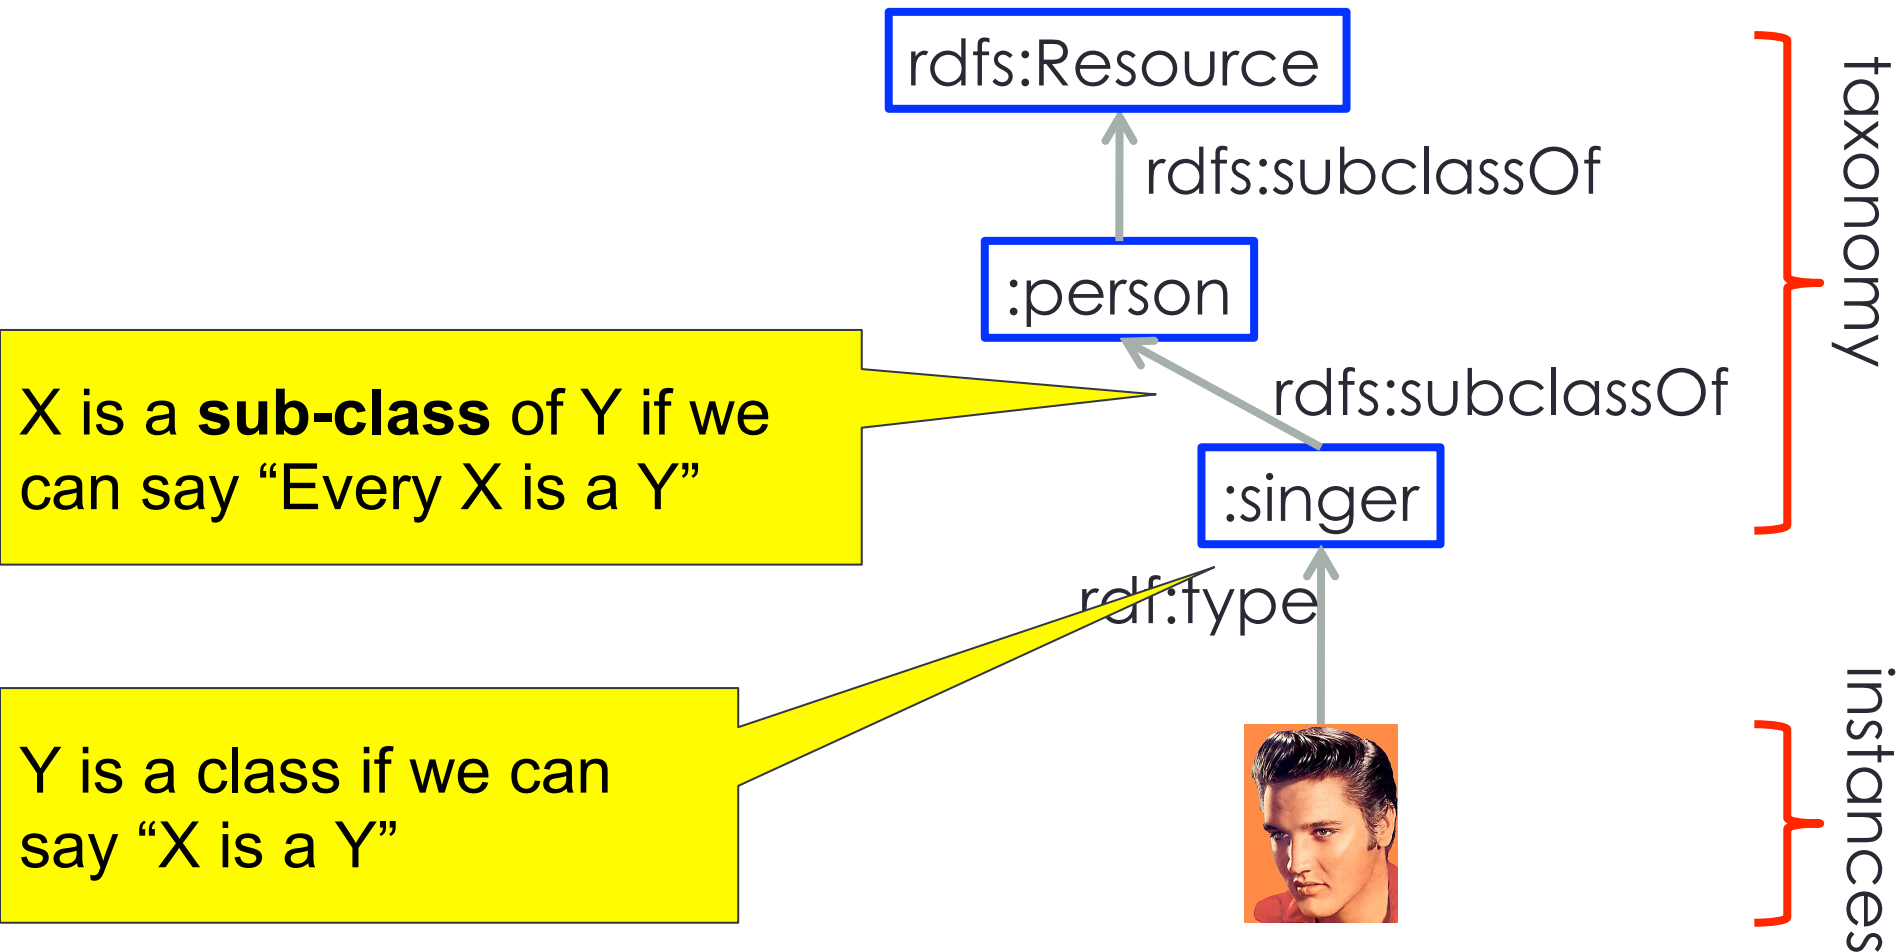 rdfs:Resource
rdfs:subclassOf
:person
rdfs:subclassOf
:singer
rdf:type
X is a sub-class of Y if we
can say “Every X is a Y”
Y is a class if we can
say “X is a Y”
taxonomy
instances